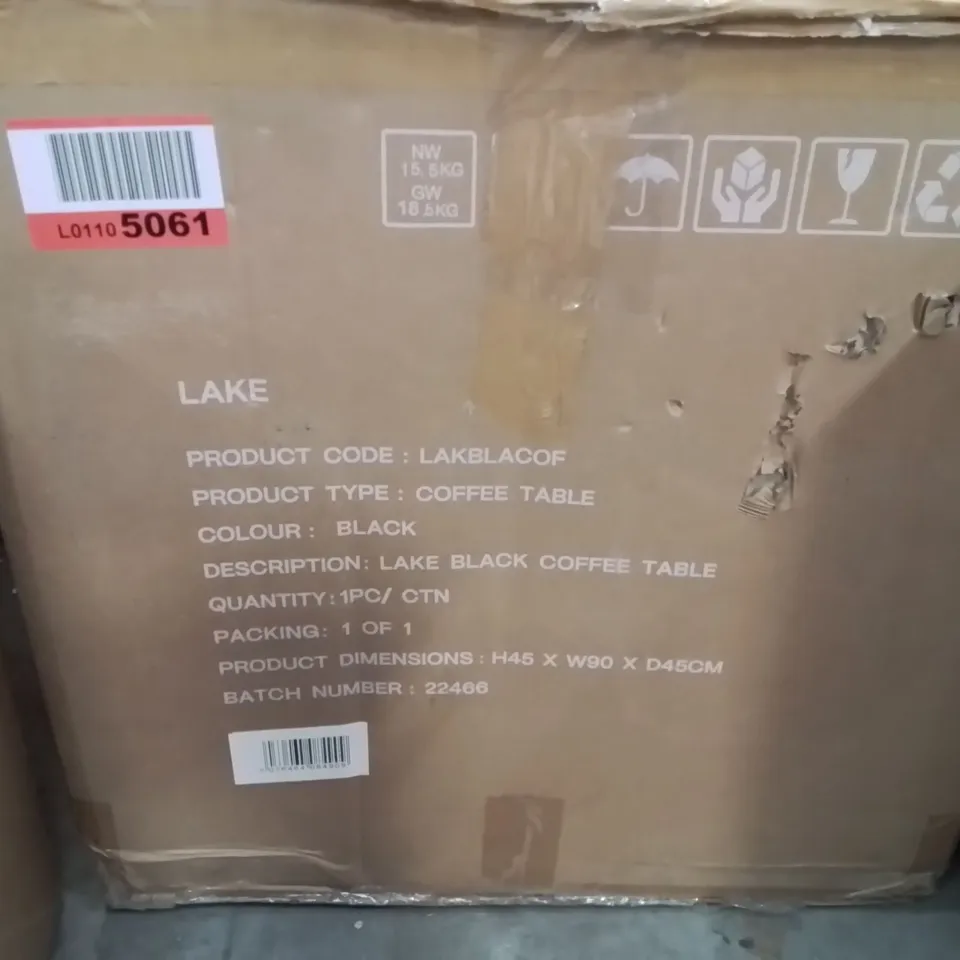 L0110 5061
NW
15.5KG
GW
18.5KG
LAKE
PRODUCT CODE : LAKBLACOF
PRODUCT TYPE : COFFEE TABLE
COLOUR : BLACK
DESCRIPTION: LAKE BLACK COFFEE TABLE
QUANTITY: 1PC/ CTN
PACKING: 1 OF 1
PRODUCT DIMENSIONS : H45 X W90 X D45CM
BATCH NUMBER : 22466